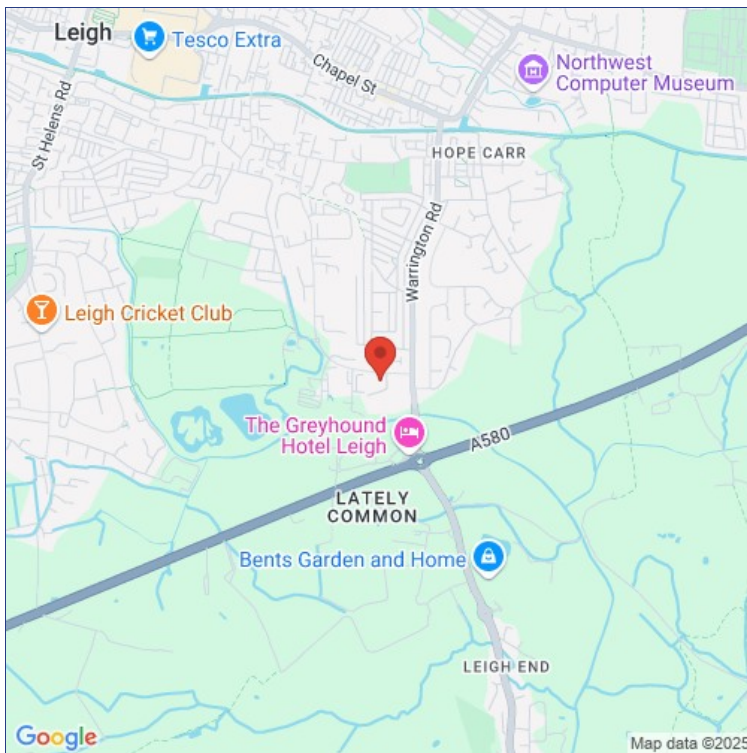 Leigh
Tesco Extra
Chapel St
St Helens Rd
Northwest
Computer Museum
HOPE CARR
Warrington Rd
Leigh Cricket Club
The Greyhound
Hotel Leigh
A580
LATELY
COMMON
Bents Garden and Home
LEIGH END
Google
Map data ©2025